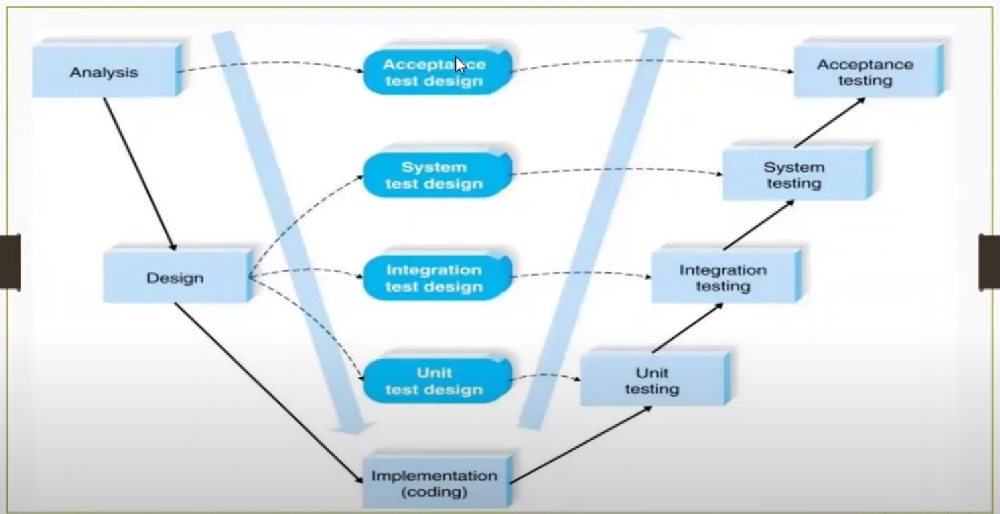 Analysis
Acceptance
test design
Acceptance
testing
System
test design
System
testing
Design
Integration
test design
Integration
testing
Unit
test design
Unit
testing
Implementation
(coding)